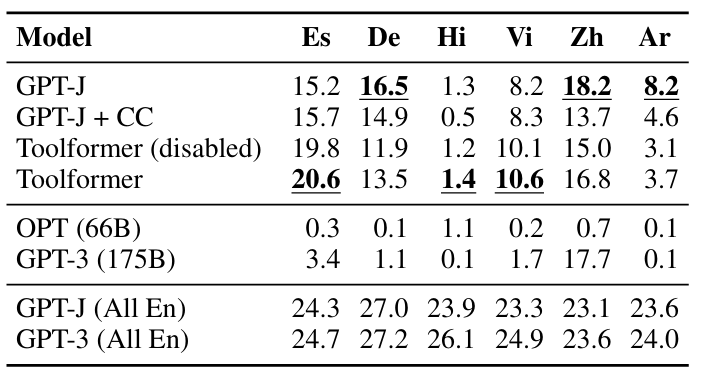 Model Es De Hi Vi Zh Ar
GPT-J 15.2 16.5 1.3 8.2 18.2 8.2
GPT-J + CC 15.7 14.9 0.5 8.3 13.7 4.6
Toolformer (disabled) 19.8 11.9 1.2 10.1 15.0 3.1
Toolformer 20.6 13.5 1.4 10.6 16.8 3.7
OPT (66B) 0.3 0.1 1.1 0.2 0.7 0.1
GPT-3 (175B) 3.4 1.1 0.1 1.7 17.7 0.1
GPT-J (All En) 24.3 27.0 23.9 23.3 23.1 23.6
GPT-3 (All En) 24.7 27.2 26.1 24.9 23.6 24.0